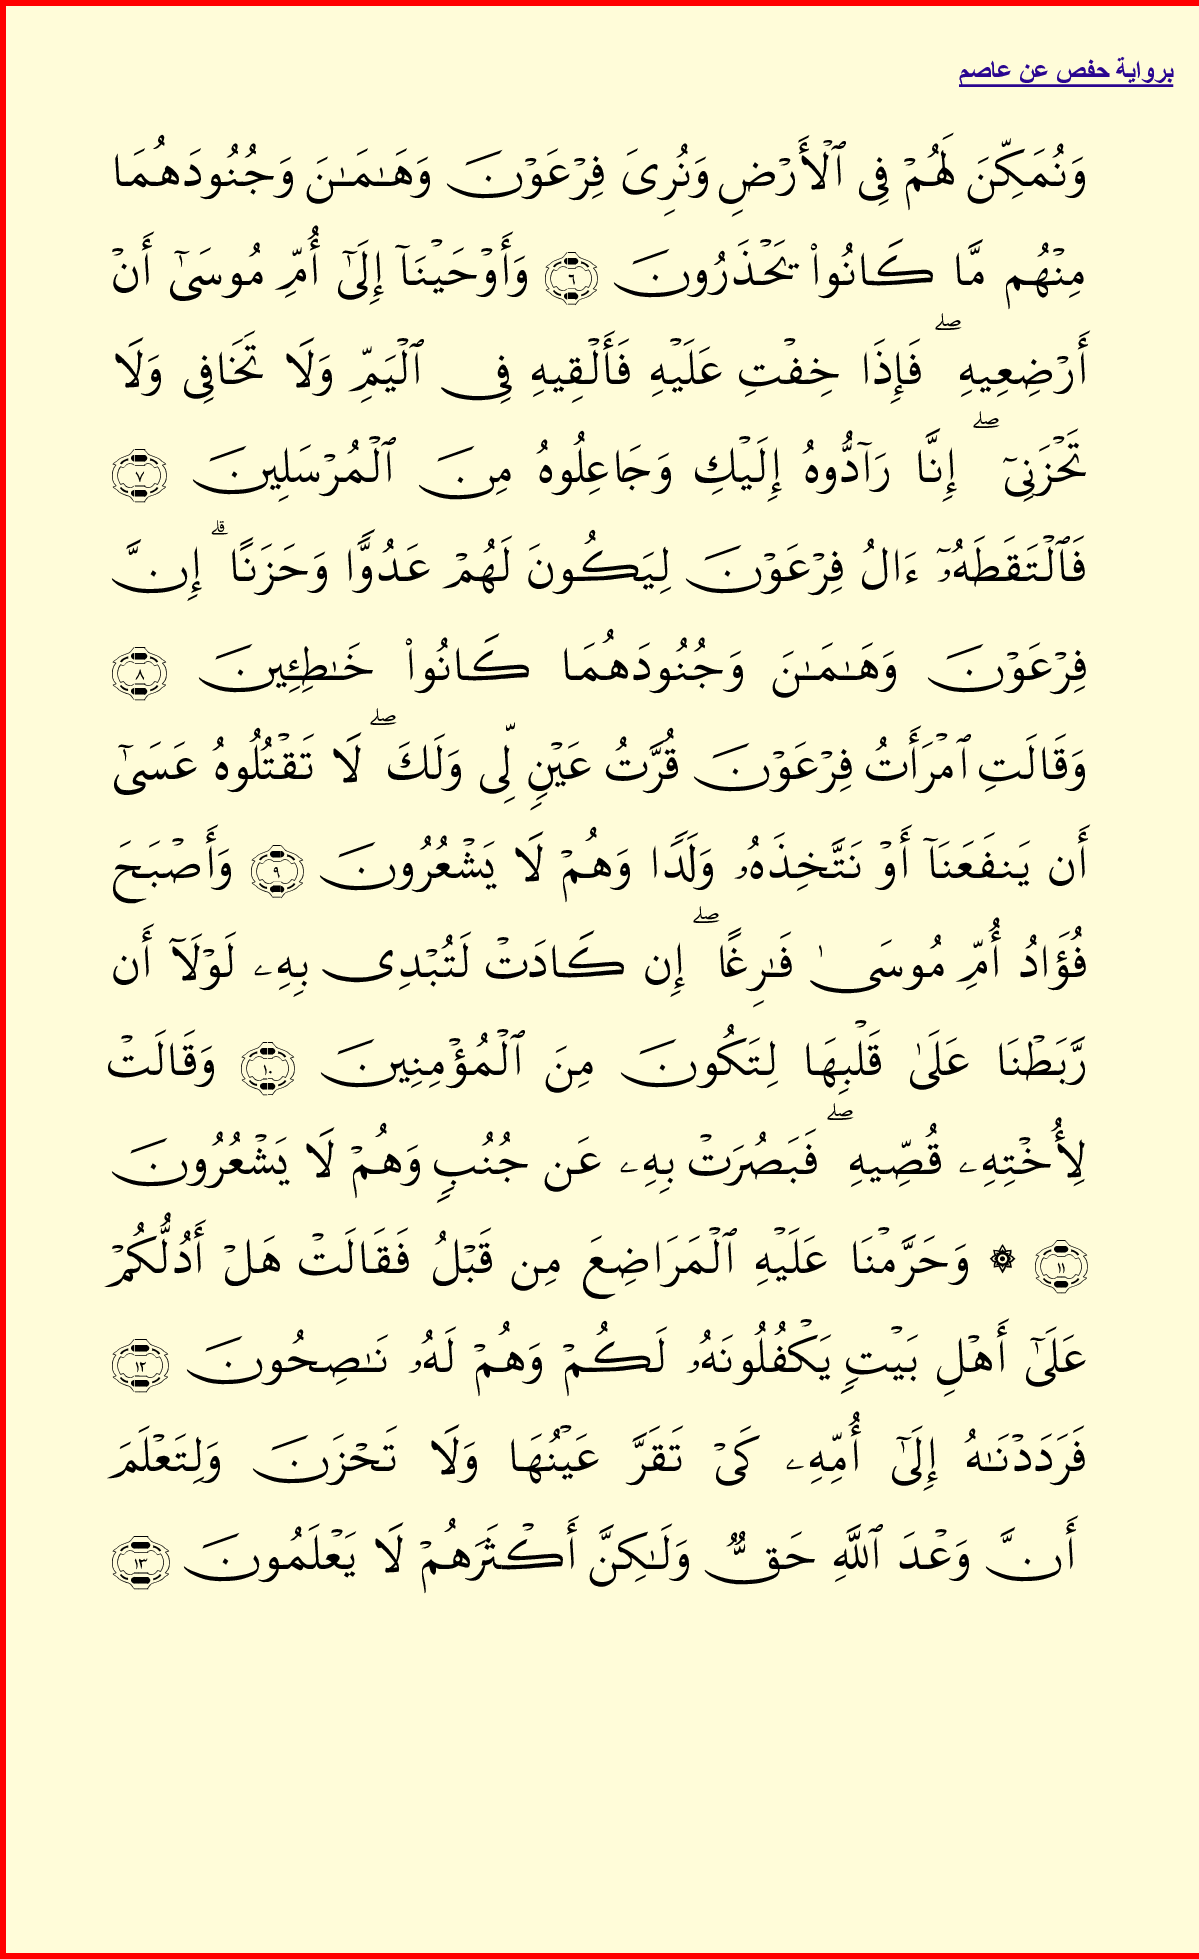 برواية حفص عن عاصم
وَنُمَكِّنَ لَهُمۡ فِي ٱلۡأَرۡضِ وَنُرِيَ فِرۡعَوۡنَ وَهَٰمَٰنَ وَجُنُودَهُمَا
مِنۡهُم مَّا كَانُواْ يَحۡذَرُونَ ٦ وَأَوۡحَيۡنَآ إِلَىٰٓ أُمِّ مُوسَىٰٓ أَنۡ
أَرۡضِعِيهِۖ فَإِذَا خِفۡتِ عَلَيۡهِ فَأَلۡقِيهِ فِي ٱلۡيَمِّ وَلَا تَخَافِي وَلَا
تَحۡزَنِيٓۖ إِنَّا رَآدُّوهُ إِلَيۡكِ وَجَاعِلُوهُ مِنَ ٱلۡمُرۡسَلِينَ ٧
فَٱلۡتَقَطَهُۥٓ ءَالُ فِرۡعَوۡنَ لِيَكُونَ لَهُمۡ عَدُوّٗا وَحَزَنًاۗ إِنَّ
فِرۡعَوۡنَ وَهَٰمَٰنَ وَجُنُودَهُمَا كَانُواْ خَٰطِـِٔينَ ٨
وَقَالَتِ ٱمۡرَأَتُ فِرۡعَوۡنَ قُرَّتُ عَيۡنٖ لِّي وَلَكَۖ لَا تَقۡتُلُوهُ عَسَىٰٓ
أَن يَنفَعَنَآ أَوۡ نَتَّخِذَهُۥ وَلَدٗا وَهُمۡ لَا يَشۡعُرُونَ ٩ وَأَصۡبَحَ
فُؤَادُ أُمِّ مُوسَىٰ فَٰرِغًاۖ إِن كَادَتۡ لَتُبۡدِي بِهِۦ لَوۡلَآ أَن
رَّبَطۡنَا عَلَىٰ قَلۡبِهَا لِتَكُونَ مِنَ ٱلۡمُؤۡمِنِينَ ١٠ وَقَالَتۡ
لِأُخۡتِهِۦ قُصِّيهِۖ فَبَصُرَتۡ بِهِۦ عَن جُنُبٖ وَهُمۡ لَا يَشۡعُرُونَ
١١ ۞ وَحَرَّمۡنَا عَلَيۡهِ ٱلۡمَرَاضِعَ مِن قَبۡلُ فَقَالَتۡ هَلۡ أَدُلُّكُمۡ
عَلَىٰٓ أَهۡلِ بَيۡتٖ يَكۡفُلُونَهُۥ لَكُمۡ وَهُمۡ لَهُۥ نَٰصِحُونَ ١٢
فَرَدَدۡنَٰهُ إِلَىٰٓ أُمِّهِۦ كَيۡ تَقَرَّ عَيۡنُهَا وَلَا تَحۡزَنَ وَلِتَعۡلَمَ
أَنَّ وَعۡدَ ٱللَّهِ حَقّٞ وَلَٰكِنَّ أَكۡثَرَهُمۡ لَا يَعۡلَمُونَ ١٣